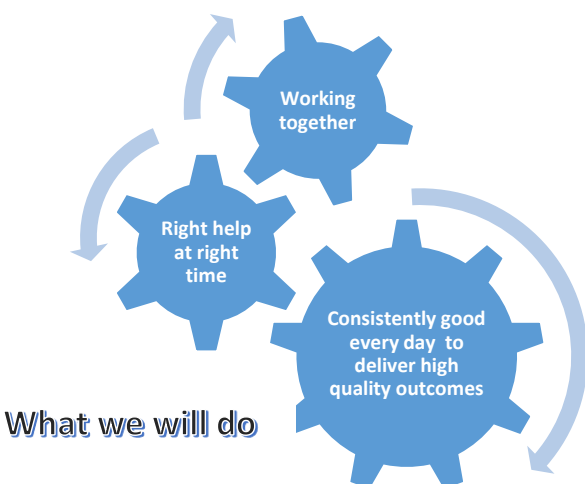 Working
together
Right help
at right
time
Consistently good
every day to
deliver high
quality outcomes
What we will do